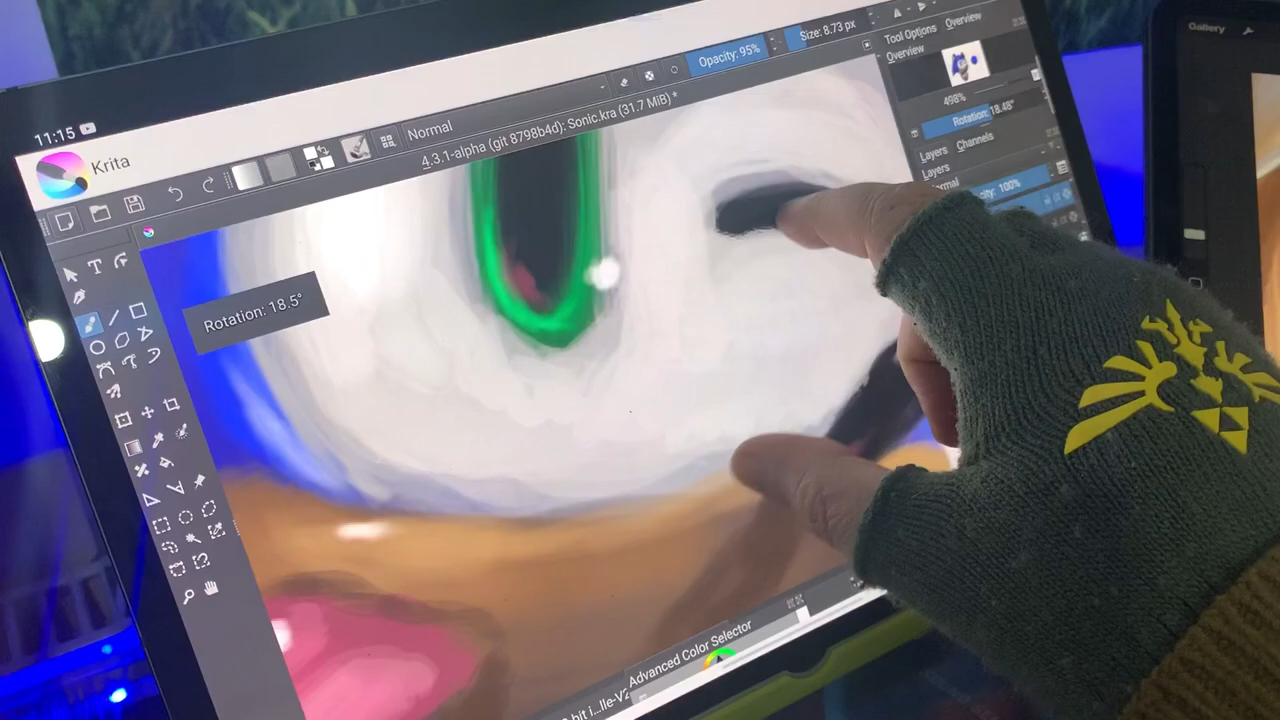 11:15
Krita
Normal
Opacity: 95%
Size: 8.73 px
4.3.1-alpha (git 8798b4d): Sonic.kra (31.7 MiB) *
Tool Options
Overview
Overview
498%
Rotation: 18.48°
Layers
Channels
Layers
100%
T
Rotation: 18.5°
Advanced Color Selector
Gallery